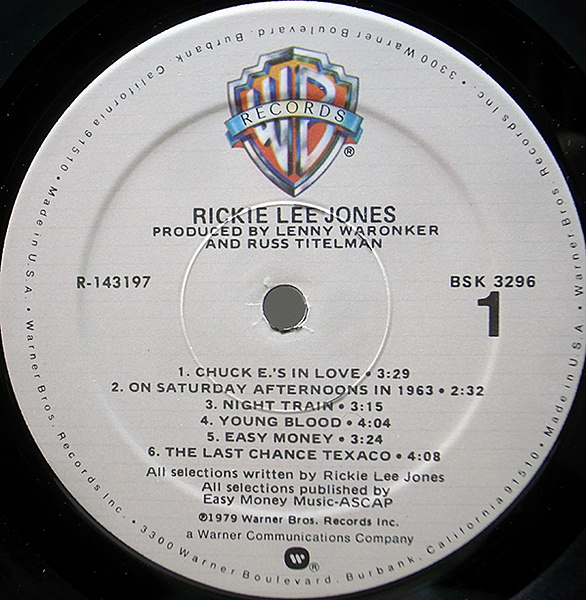 WB
RECORDS
®
RICKIE LEE JONES
PRODUCED BY LENNY WARONKER
AND RUSS TITELMAN
R-143197
BSK 3296
1
1. CHUCK E.'S IN LOVE • 3:29
2. ON SATURDAY AFTERNOONS IN 1963 • 2:32
3. NIGHT TRAIN • 3:15
4. YOUNG BLOOD • 4:04
5. EASY MONEY • 3:24
6. THE LAST CHANCE TEXACO • 4:08
All selections written by Rickie Lee Jones
All selections published by
Easy Money Music-ASCAP
℗1979 Warner Bros. Records Inc.
a Warner Communications Company
W ®
Made in U.S.A. • Warner Bros. Records Inc. • 3300 Warner Boulevard, Burbank, California 91510 • Made in U.S.A. • Warner Bros. Records Inc. • 3300 Warner Boulevard, Burbank, California 91510 •